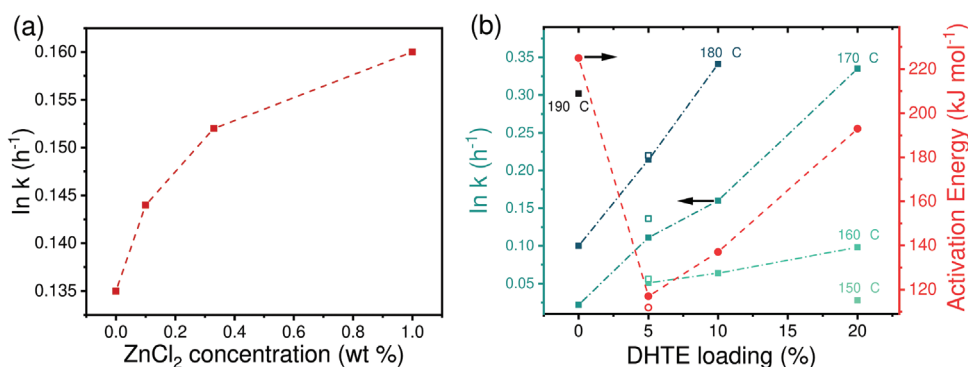 (a)
ln k (h⁻¹)
0.160
0.155
0.150
0.145
0.140
0.135
0.0 0.2 0.4 0.6 0.8 1.0
ZnCl₂ concentration (wt %)
(b)
ln k (h⁻¹)
0.35
0.30
0.25
0.20
0.15
0.10
0.05
180 C
170 C
190 C
160 C
150 C
220
200
180
160
140
120
Activation Energy (kJ mol⁻¹)
0 5 10 15 20
DHTE loading (%)